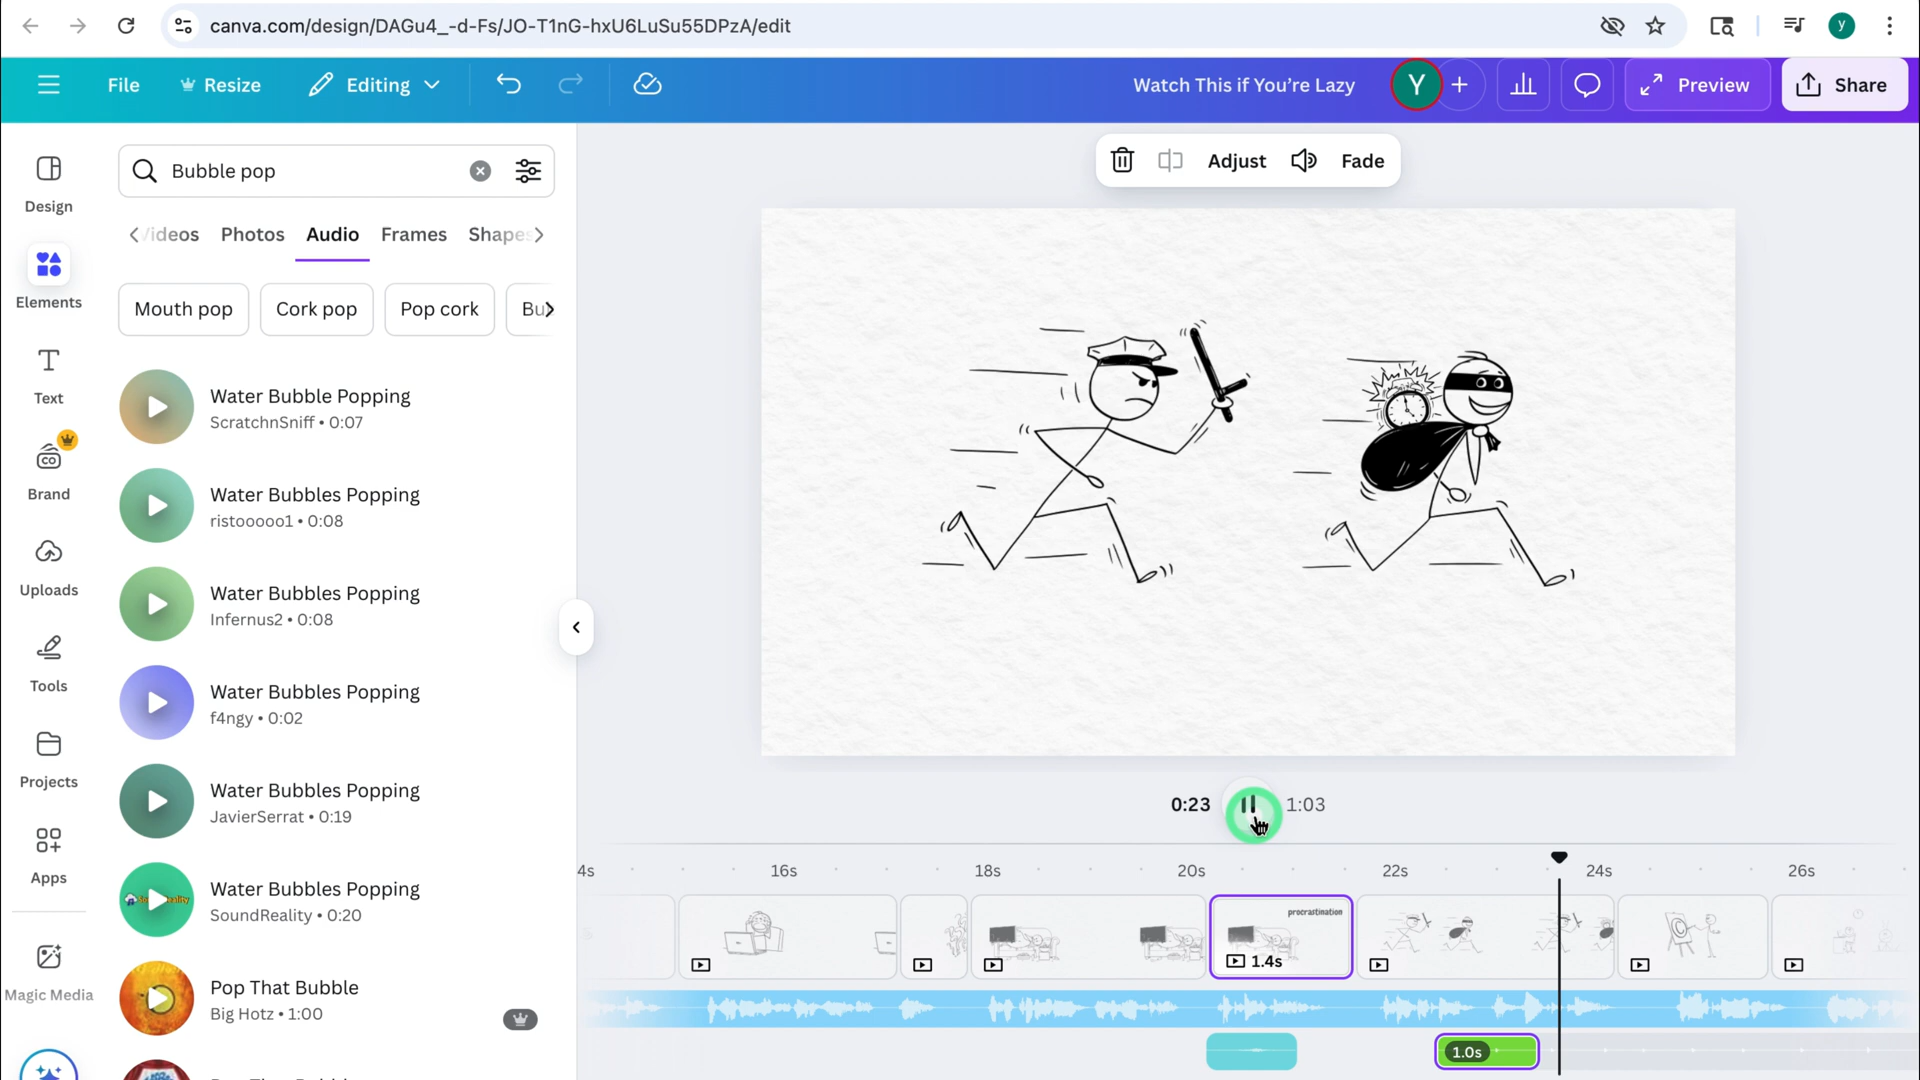 canva.com/design/DAGu4_-d-Fs/JO-T1nG-hxU6LuSu55DPzA/edit
y
File
Resize
Editing
Watch This if You're Lazy
Y
Preview
Share
Design
Elements
Text
Brand
Uploads
Tools
Projects
Apps
Magic Media
Bubble pop
Videos
Photos
Audio
Frames
Shapes
Mouth pop
Cork pop
Pop cork
Bu
Water Bubble Popping
ScratchnSniff • 0:07
Water Bubbles Popping
ristooooo1 • 0:08
Water Bubbles Popping
Infernus2 • 0:08
Water Bubbles Popping
f4ngy • 0:02
Water Bubbles Popping
JavierSerrat • 0:19
Water Bubbles Popping
SoundReality • 0:20
Pop That Bubble
Big Hotz • 1:00
Adjust
Fade
0:23
1:03
4s
16s
18s
20s
22s
24s
26s
procrastination
1.4s
1.0s